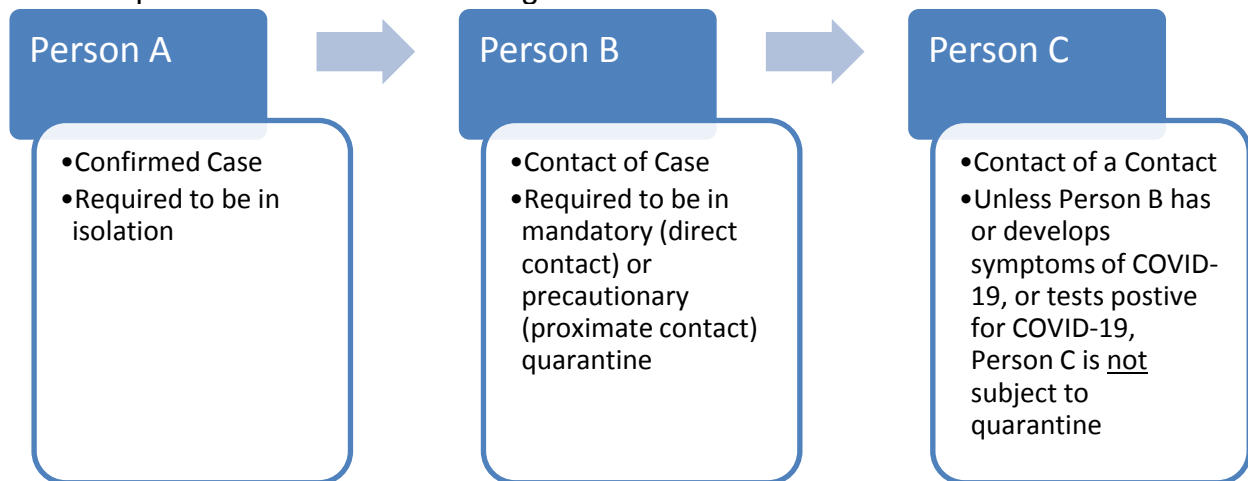 Person A
•Confirmed Case
•Required to be in
isolation
Person B
•Contact of Case
•Required to be in
mandatory (direct
contact) or
precautionary
(proximate contact)
quarantine
Person C
•Contact of a Contact
•Unless Person B has
or develops
symptoms of COVID-
19, or tests postive
for COVID-19,
Person C is not
subject to
quarantine